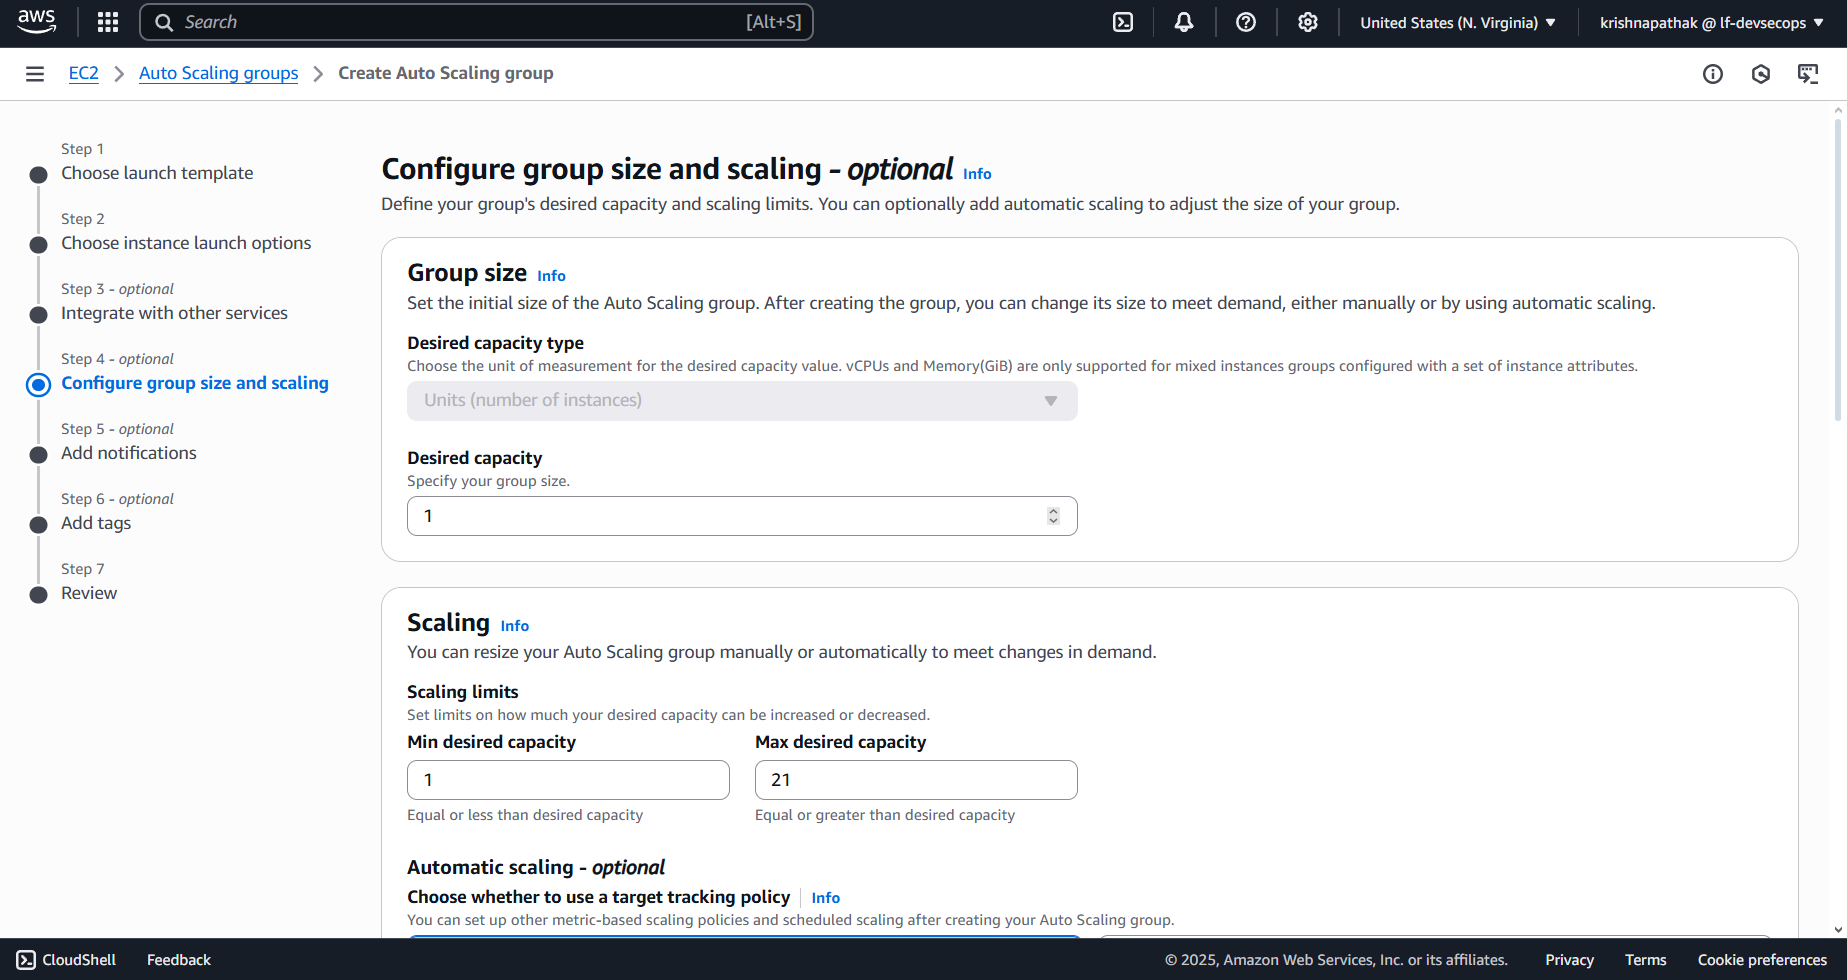 aws
Search [Alt+S]
United States (N. Virginia)
krishnapathak @ lf-devsecops
EC2 Auto Scaling groups Create Auto Scaling group
Step 1
Choose launch template
Step 2
Choose instance launch options
Step 3 - optional
Integrate with other services
Step 4 - optional
Configure group size and scaling
Step 5 - optional
Add notifications
Step 6 - optional
Add tags
Step 7
Review
Configure group size and scaling - optional Info
Define your group's desired capacity and scaling limits. You can optionally add automatic scaling to adjust the size of your group.
Group size Info
Set the initial size of the Auto Scaling group. After creating the group, you can change its size to meet demand, either manually or by using automatic scaling.
Desired capacity type
Choose the unit of measurement for the desired capacity value. vCPUs and Memory(GiB) are only supported for mixed instances groups configured with a set of instance attributes.
Units (number of instances)
Desired capacity
Specify your group size.
1
Scaling Info
You can resize your Auto Scaling group manually or automatically to meet changes in demand.
Scaling limits
Set limits on how much your desired capacity can be increased or decreased.
Min desired capacity Max desired capacity
1 21
Equal or less than desired capacity Equal or greater than desired capacity
Automatic scaling - optional
Choose whether to use a target tracking policy Info
You can set up other metric-based scaling policies and scheduled scaling after creating your Auto Scaling group.
CloudShell Feedback © 2025, Amazon Web Services, Inc. or its affiliates. Privacy Terms Cookie preferences